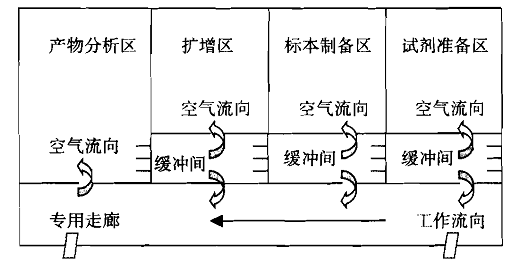 产物分析区 扩增区 标本制备区 试剂准备区
空气流向 空气流向 空气流向
空气流向
缓冲间 缓冲间 缓冲间
专用走廊 工作流向